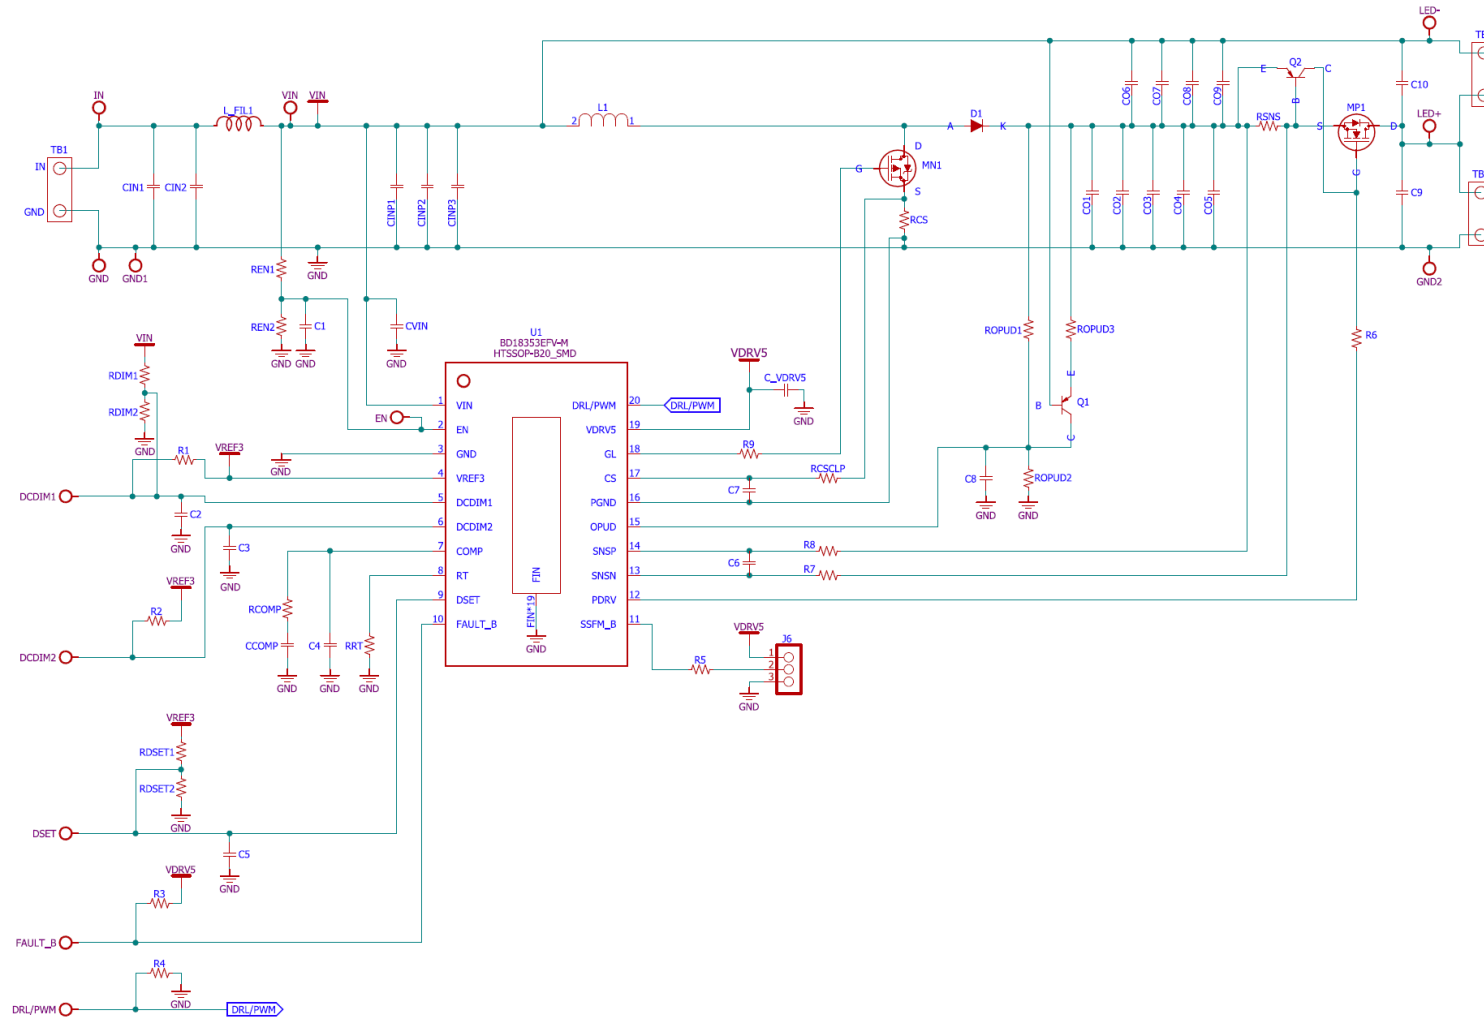 LED-
TB
Q2
E
C
B
C10
CO6
CO7
CO8
CO9
IN
VIN
VIN
L_FIL1
L1
2
1
D1
A
K
RSNS
MP1
S
D
G
LED+
TB1
IN
GND
CIN1
CIN2
CINP1
CINP2
CINP3
D
G
MN1
S
RCS
CO1
CO2
CO3
CO4
CO5
C9
TB
GND
GND1
GND
GND2
REN1
REN2
C1
GND
GND
CVIN
GND
ROPUD1
ROPUD3
R6
U1
BD18353EFV-M
HTSSOP-B20_SMD
VIN
RDIM1
RDIM2
GND
VDRV5
C_VDRV5
GND
E
B
Q1
C
EN
1
VIN
DRL/PWM
20
DRL/PWM
2
EN
VDRV5
19
3
GND
GL
18
R9
4
VREF3
CS
17
RCSCLP
5
DCDIM1
PGND
16
C7
6
DCDIM2
OPUD
15
7
COMP
SNSP
14
R8
8
RT
SNSN
13
R7
C6
9
DSET
PDRV
12
10
FAULT_B
SSFM_B
11
FIN
FIN*19
GND
R1
VREF3
GND
DCDIM1
C2
GND
C3
GND
C8
GND
ROPUD2
GND
VREF3
R2
DCDIM2
RCOMP
CCOMP
GND
C4
GND
RRT
GND
VDRV5
J6
1
2
3
R5
GND
VREF3
RDSET1
RDSET2
GND
DSET
C5
GND
VDRV5
R3
FAULT_B
R4
GND
DRL/PWM
DRL/PWM